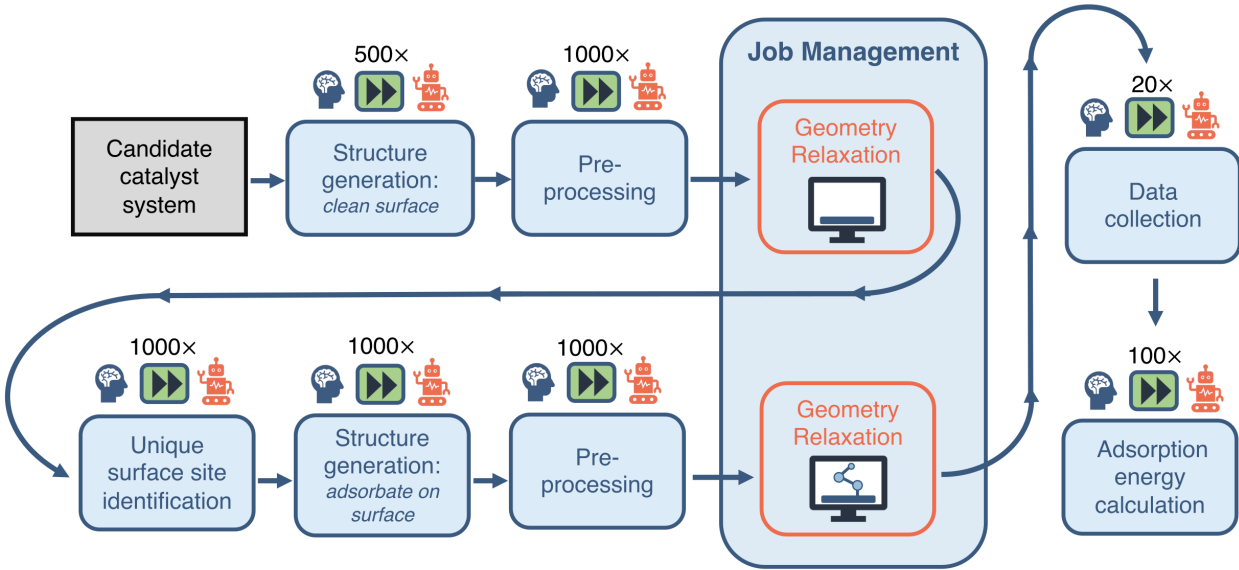 Job Management
500×
1000×
20×
Candidate
catalyst
system
Structure
generation:
clean surface
Pre-
processing
Geometry
Relaxation
Data
collection
1000×
1000×
1000×
100×
Unique
surface site
identification
Structure
generation:
adsorbate on
surface
Pre-
processing
Geometry
Relaxation
Adsorption
energy
calculation